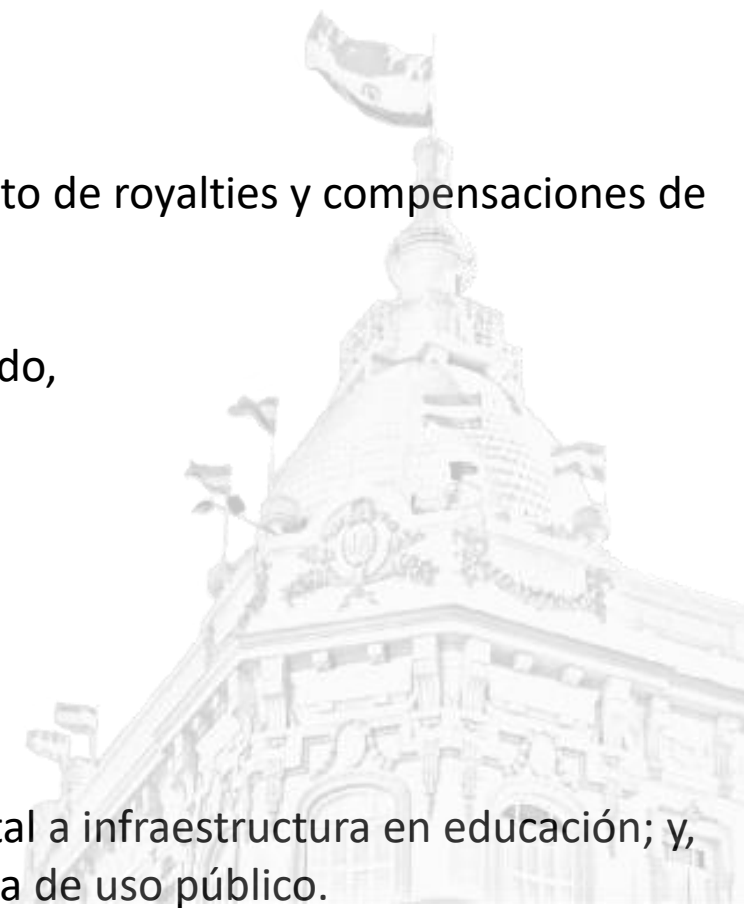 to de royalties y compensaciones de
do,
tal a infraestructura en educación; y,
a de uso público.